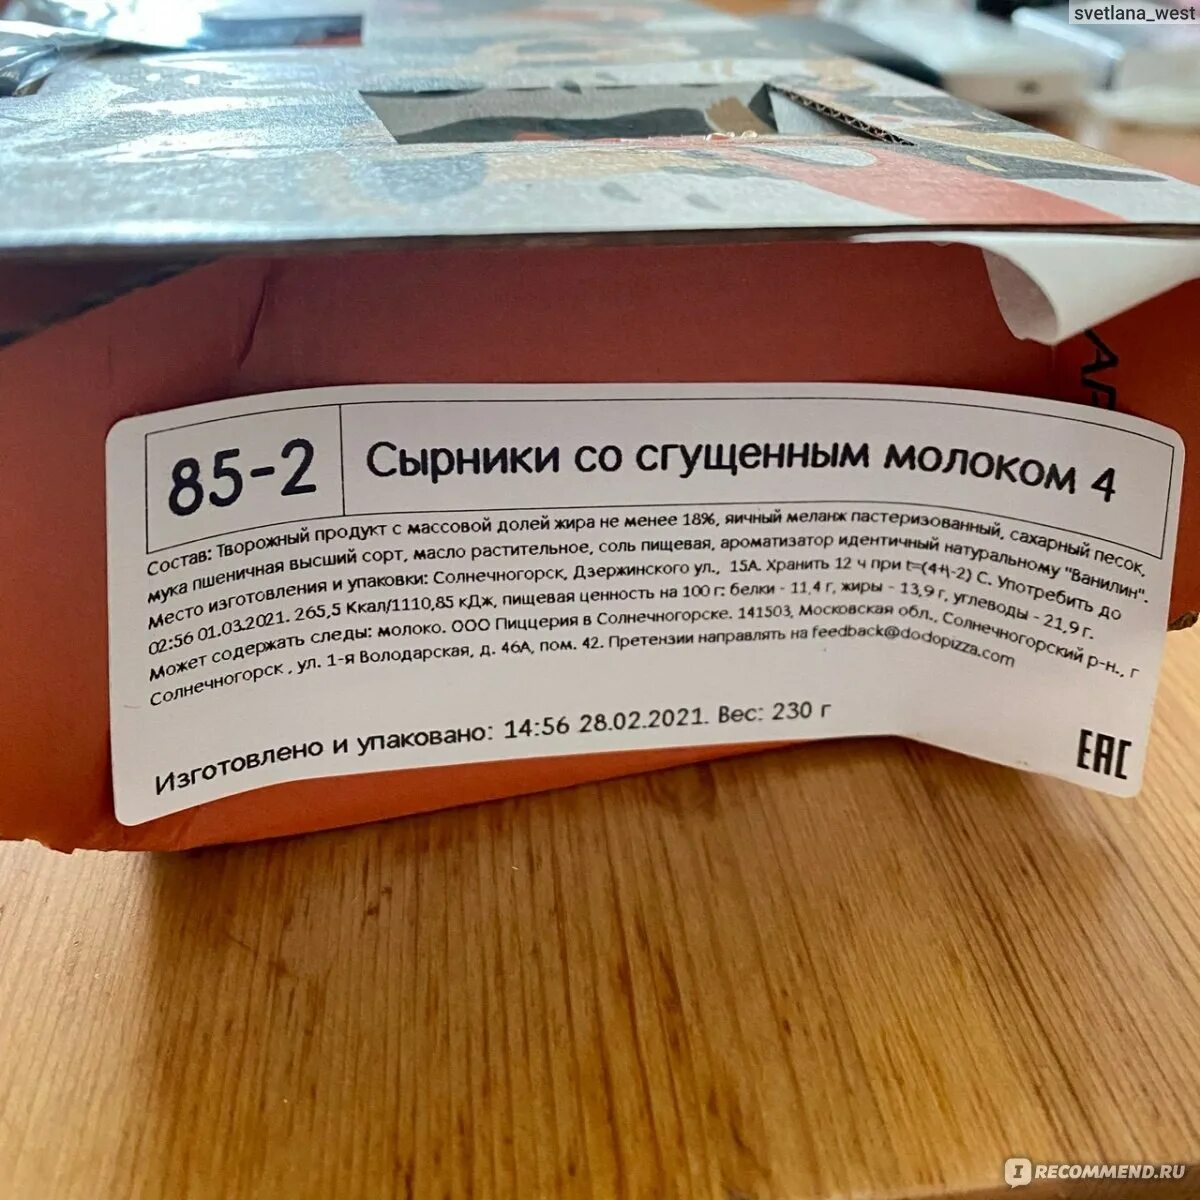 svetlana_west
АР
85-2
Сырники со сгущенным молоком 4
Состав: Творожный продукт с массовой долей жира не менее 18%, яичный меланж пастеризованный, сахарный песок,
мука пшеничная высший сорт, масло растительное, соль пищевая, ароматизатор идентичный натуральному "Ванилин".
Место изготовления и упаковки: Солнечногорск, Дзержинского ул., 15А. Хранить 12 ч при t=(4+\-2) С. Употребить до
02:56 01.03.2021. 265,5 Ккал/1110,85 кДж, пищевая ценность на 100 г: белки - 11,4 г, жиры - 13,9 г, углеводы - 21,9 г.
Может содержать следы: молоко. ООО Пиццерия в Солнечногорске. 141503, Московская обл., Солнечногорский р-н., г
Солнечногорск , ул. 1-я Володарская, д. 46А, пом. 42. Претензии направлять на feedback@dodopizza.com
Изготовлено и упаковано: 14:56 28.02.2021. Вес: 230 г
ЕАС
IRECOMMEND.RU